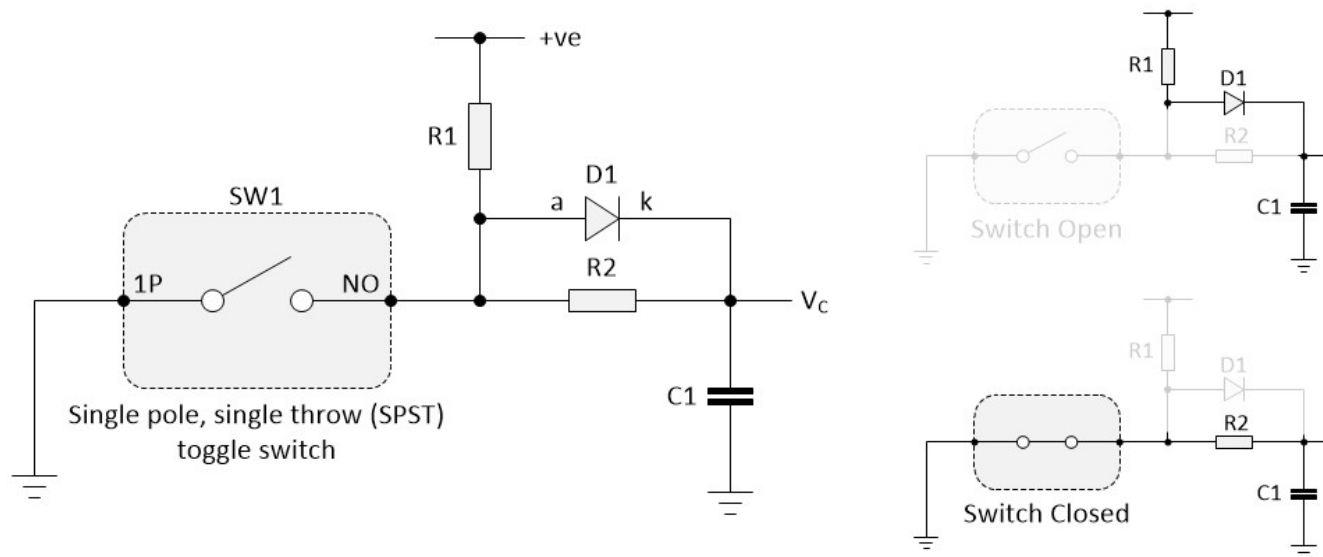 +ve
R1
D1
a
k
SW1
R2
1P
NO
Vc
C1
Single pole, single throw (SPST)
toggle switch
R1
D1
R2
Switch Open
C1
R1
D1
R2
C1
Switch Closed